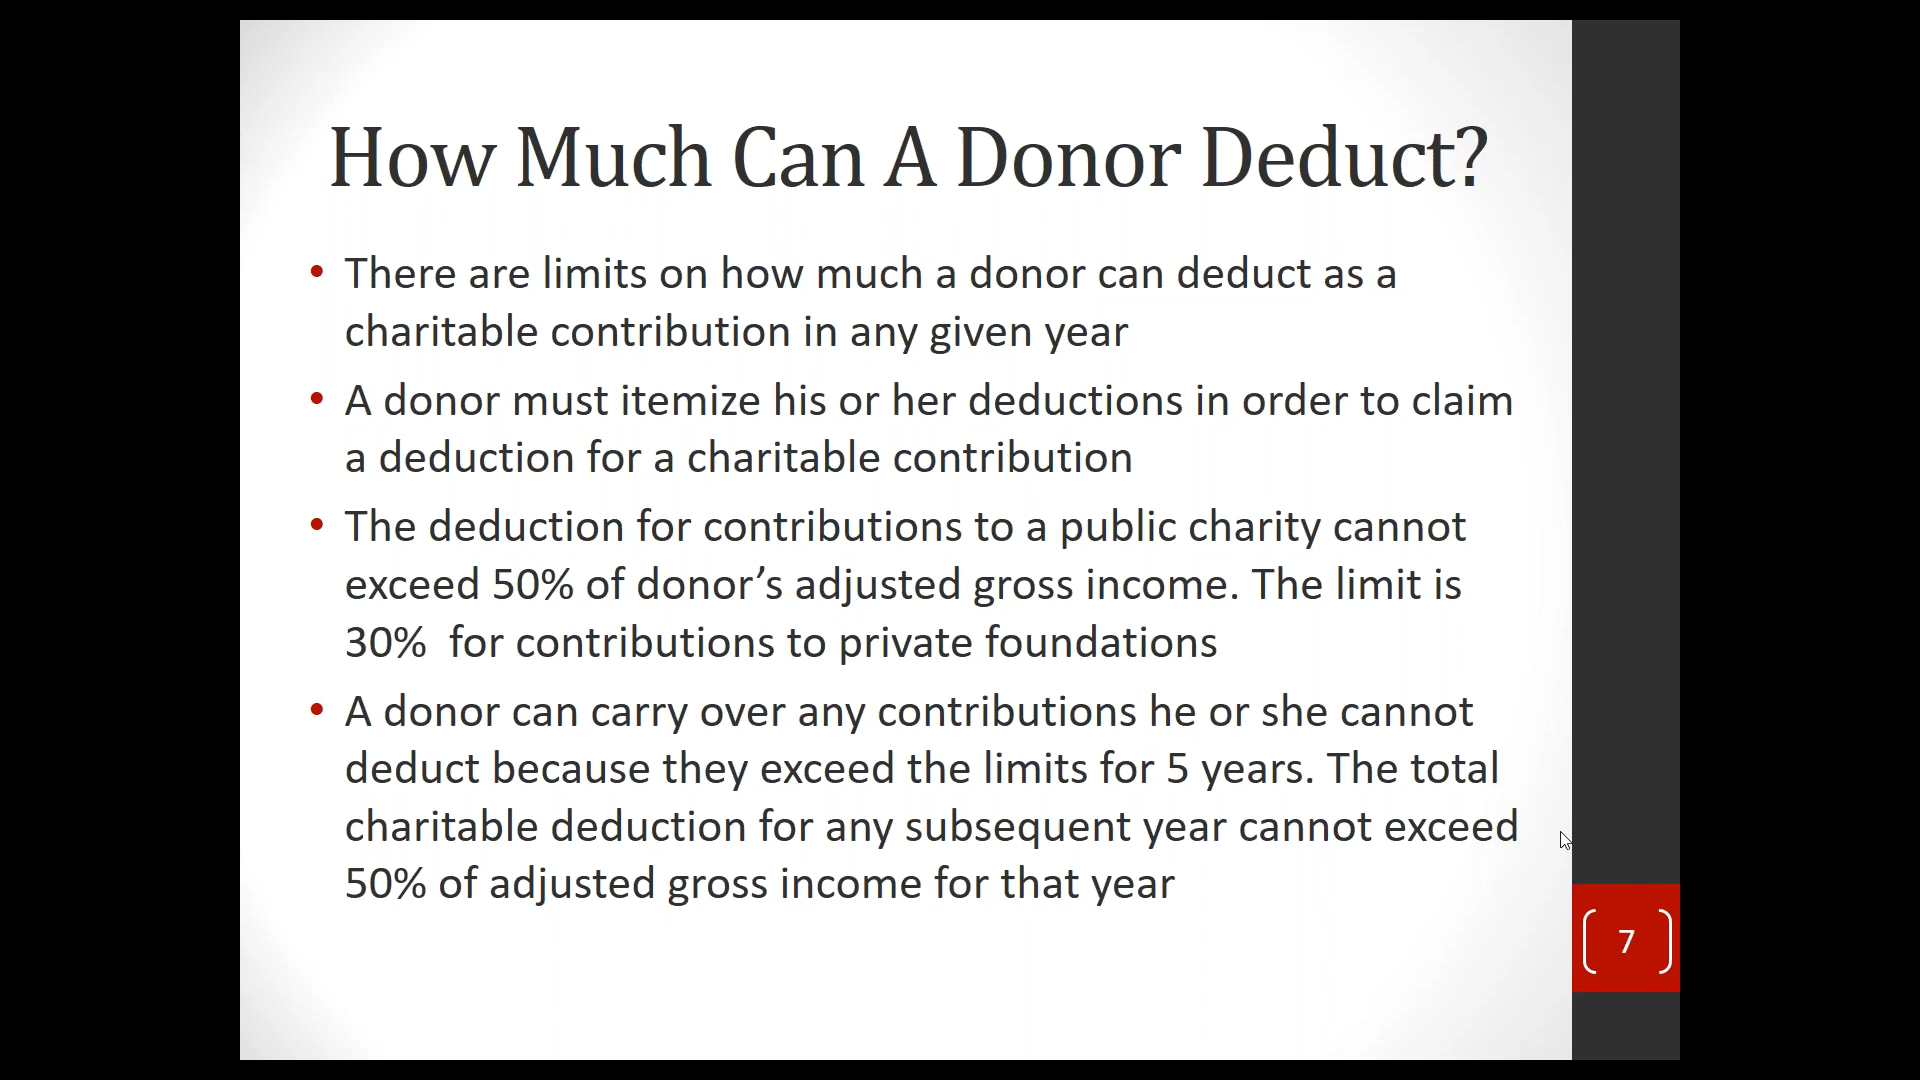 How Much Can A Donor Deduct?
• There are limits on how much a donor can deduct as a
charitable contribution in any given year
• A donor must itemize his or her deductions in order to claim
a deduction for a charitable contribution
• The deduction for contributions to a public charity cannot
exceed 50% of donor’s adjusted gross income. The limit is
30%  for contributions to private foundations
• A donor can carry over any contributions he or she cannot
deduct because they exceed the limits for 5 years. The total
charitable deduction for any subsequent year cannot exceed
50% of adjusted gross income for that year
7